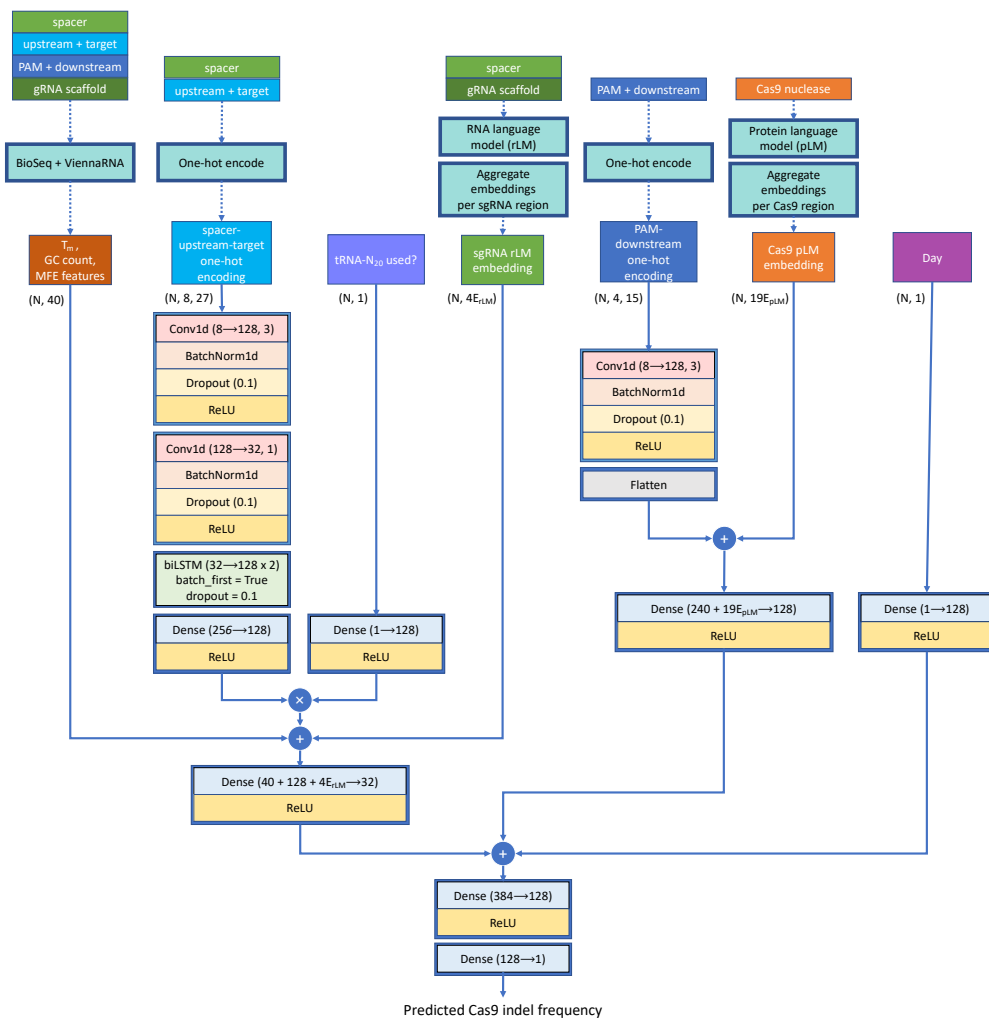 spacer
upstream + target
PAM + downstream
gRNA scaffold
spacer
upstream + target
spacer
gRNA scaffold
PAM + downstream
Cas9 nuclease
BioSeq + ViennaRNA
One-hot encode
RNA language
model (rLM)
Aggregate
embeddings
per sgRNA region
One-hot encode
Protein language
model (pLM)
Aggregate
embeddings
per Cas9 region
Tm ,
GC count,
MFE features
spacer-
upstream-target
one-hot
encoding
tRNA-N20 used?
sgRNA rLM
embedding
PAM-
downstream
one-hot
encoding
Cas9 pLM
embedding
Day
(N, 40)
(N, 8, 27)
(N, 1)
(N, 4ErLM)
(N, 4, 15)
(N, 19EpLM)
(N, 1)
Conv1d (8→128, 3)
BatchNorm1d
Dropout (0.1)
ReLU
Conv1d (128→32, 1)
BatchNorm1d
Dropout (0.1)
ReLU
biLSTM (32→128 x 2)
batch_first = True
dropout = 0.1
Dense (256→128)
ReLU
Dense (1→128)
ReLU
Conv1d (8→128, 3)
BatchNorm1d
Dropout (0.1)
ReLU
Flatten
+
Dense (240 + 19EpLM→128)
ReLU
Dense (1→128)
ReLU
×
+
Dense (40 + 128 + 4ErLM→32)
ReLU
+
Dense (384→128)
ReLU
Dense (128→1)
Predicted Cas9 indel frequency